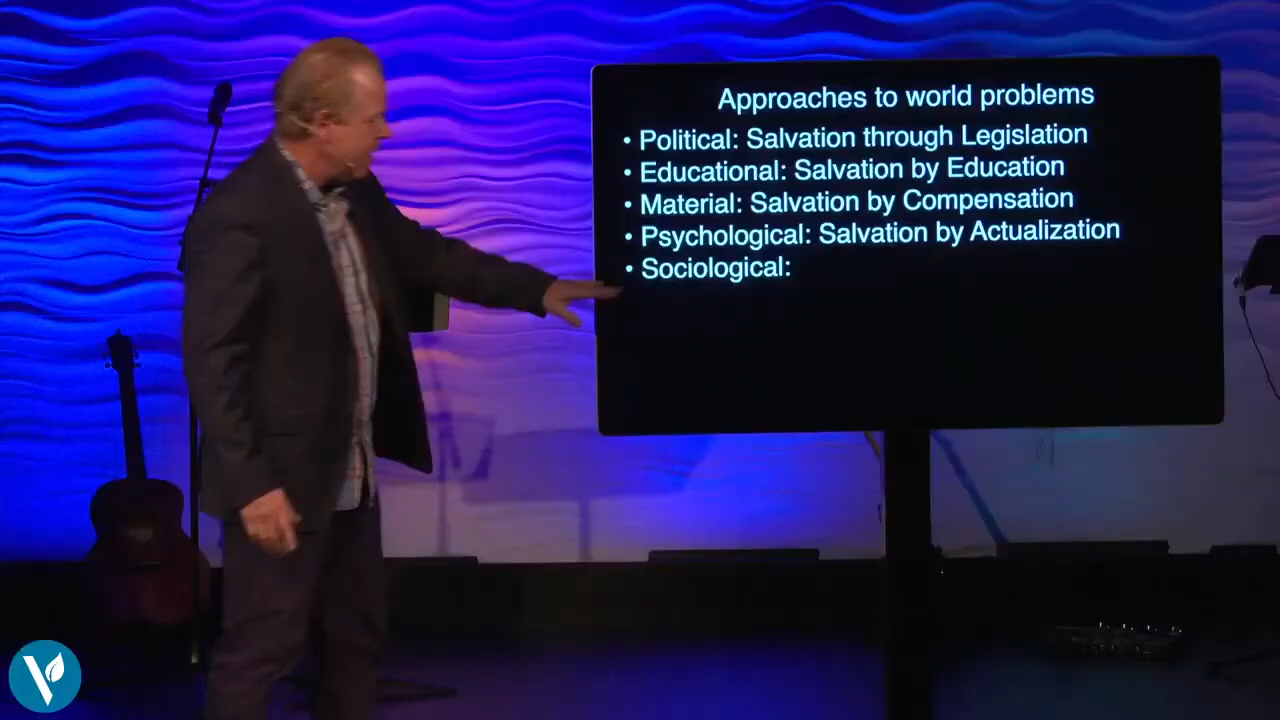 Approaches to world problems
• Political: Salvation through Legislation
• Educational: Salvation by Education
• Material: Salvation by Compensation
• Psychological: Salvation by Actualization
• Sociological:
V